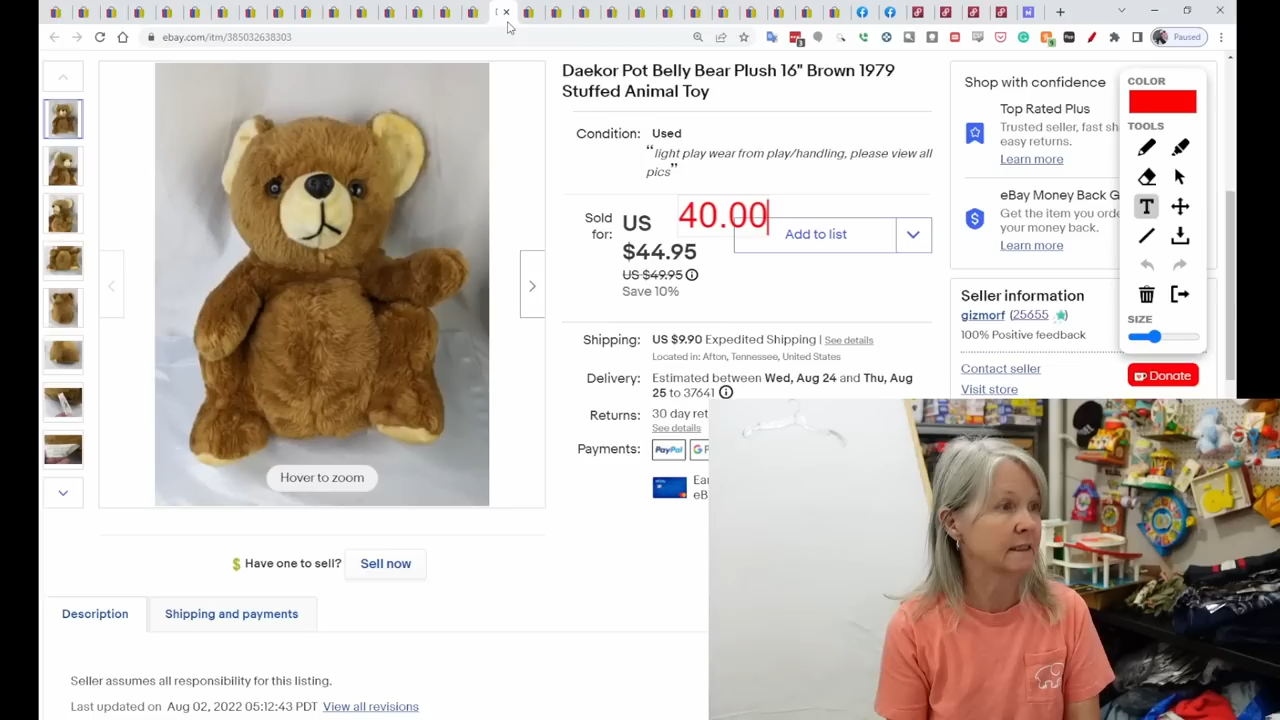 ebay.com/itm/385032638303
Paused
Daekor Pot Belly Bear Plush 16" Brown 1979
Stuffed Animal Toy
Condition: Used
“light play wear from play/handling, please view all
pics”
Sold
for:
US
$44.95
40.00
Add to list
US $49.95
Save 10%
Shipping: US $9.90 Expedited Shipping | See details
Located in: Afton, Tennessee, United States
Delivery: Estimated between Wed, Aug 24 and Thu, Aug
25 to 37641
Returns: 30 day ret
See details
Payments: PayPal G
Ear
eB
Hover to zoom
Have one to sell? Sell now
Description
Shipping and payments
Seller assumes all responsibility for this listing.
Last updated on Aug 02, 2022 05:12:43 PDT View all revisions
Shop with confidence
Top Rated Plus
Trusted seller, fast sh
easy returns.
Learn more
eBay Money Back G
Get the item you orde
your money back.
Learn more
Seller information
gizmorf (25655)
100% Positive feedback
Contact seller
Visit store
COLOR
TOOLS
T
SIZE
Donate